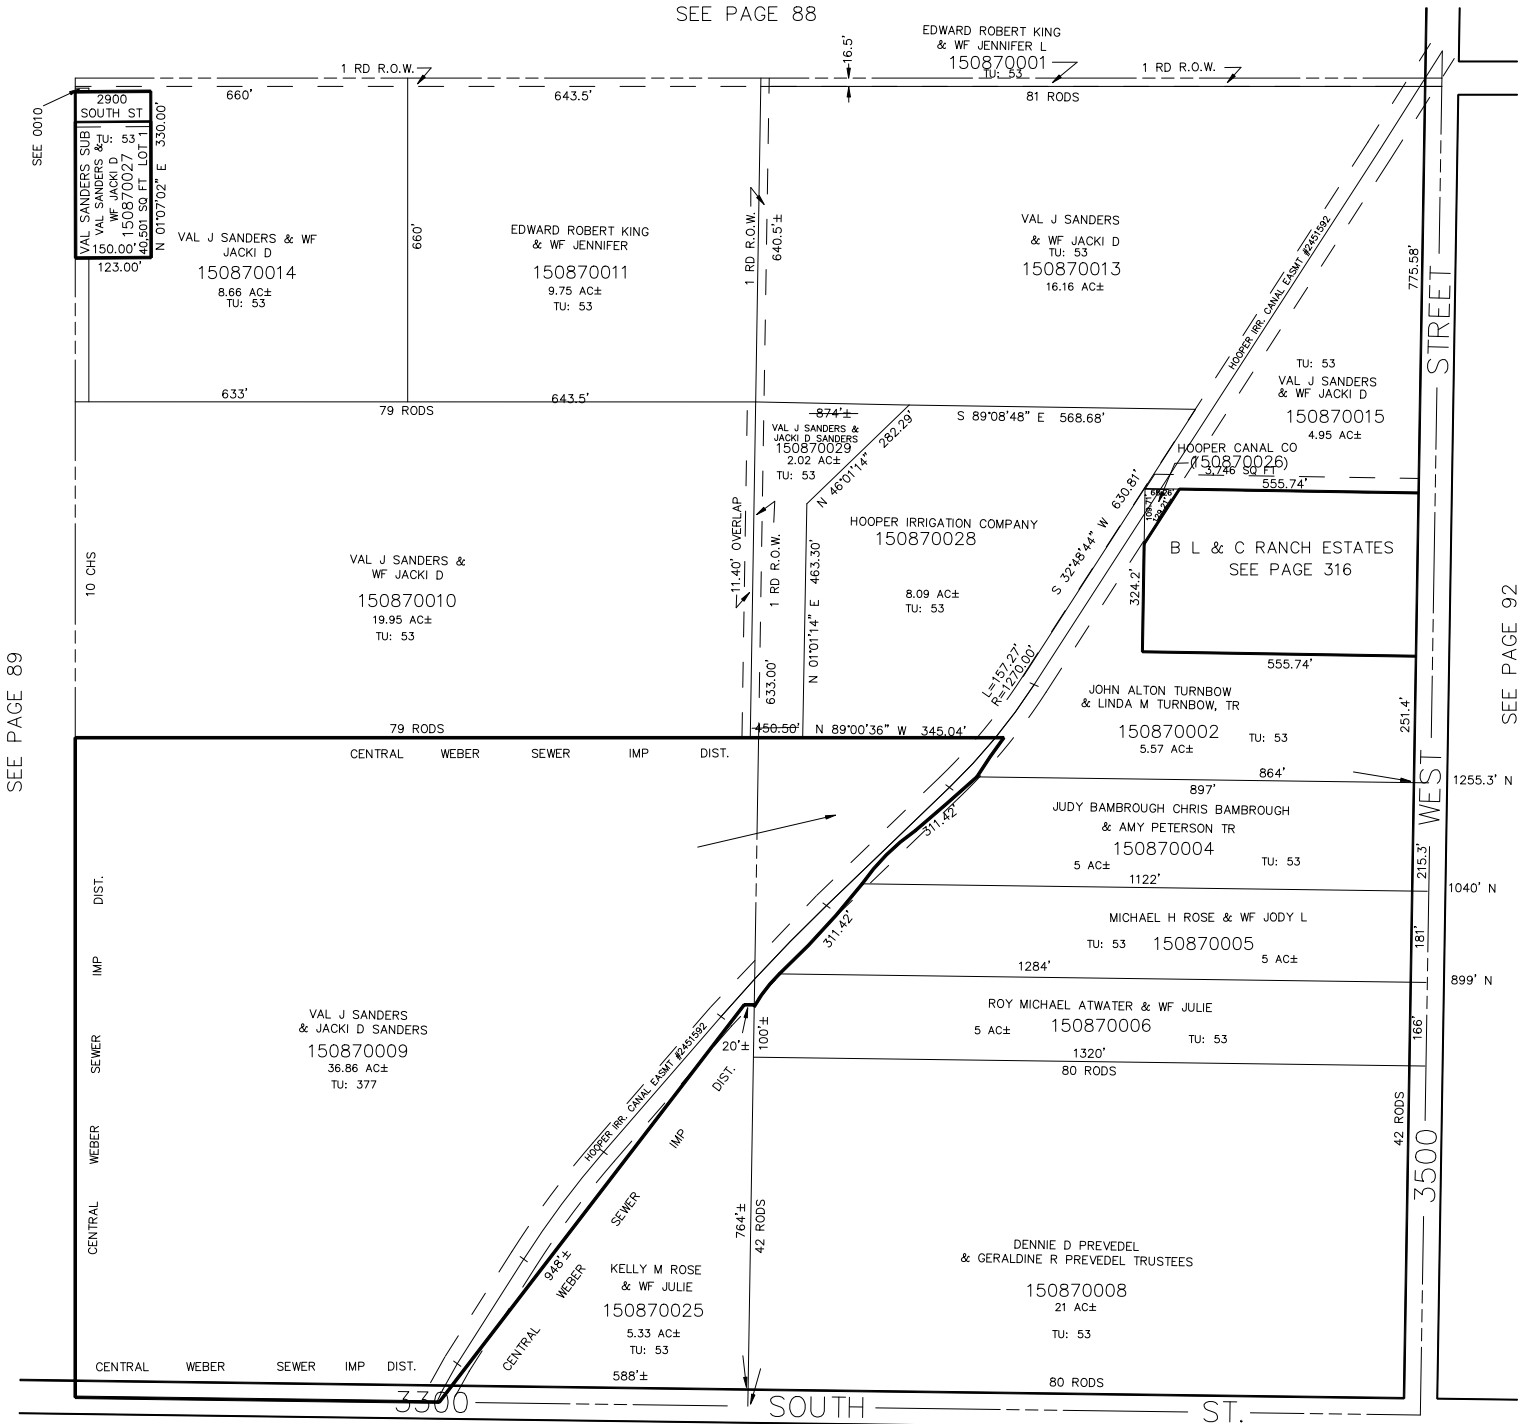 SEE PAGE 88
EDWARD ROBERT KING
& WF JENNIFER L
150870001
TU: 53
16.5'
1 RD R.O.W.
1 RD R.O.W.
SEE 0010
2900
SOUTH ST
660'
643.5'
81 RODS
VAL SANDERS SUB
VAL SANDERS &
WF JACKI D
150870027
40,501 SQ FT LOT 1
TU: 53
N 01°07'02" E 330.00'
150.00'
123.00'
VAL J SANDERS & WF
JACKI D
150870014
8.66 AC±
TU: 53
660'
EDWARD ROBERT KING
& WF JENNIFER
150870011
9.75 AC±
TU: 53
1 RD R.O.W.
640.5'±
VAL J SANDERS
& WF JACKI D
TU: 53
150870013
16.16 AC±
HOOPER IRR. CANAL EASMT #2451592
775.58'
STREET
TU: 53
VAL J SANDERS
& WF JACKI D
150870015
4.95 AC±
633'
79 RODS
643.5'
874'±
S 89°08'48" E 568.68'
VAL J SANDERS &
JACKI D SANDERS
150870029
2.02 AC±
TU: 53
N 46°01'14" 282.29'
HOOPER CANAL CO
(150870026)
3,746 SQ FT
555.74'
109.71'
129.21'
S 32°48'44" W 630.81'
11.40' OVERLAP
1 RD R.O.W.
HOOPER IRRIGATION COMPANY
150870028
8.09 AC±
TU: 53
N 01°01'14" E 463.30'
B L & C RANCH ESTATES
SEE PAGE 316
324.2'
10 CHS
VAL J SANDERS &
WF JACKI D
150870010
19.95 AC±
TU: 53
SEE PAGE 89
SEE PAGE 92
633.00'
L=157.27'
R=1270.00'
555.74'
JOHN ALTON TURNBOW
& LINDA M TURNBOW, TR
150870002
TU: 53
5.57 AC±
251.4'
79 RODS
450.50'
N 89°00'36" W 345.04'
CENTRAL WEBER SEWER IMP DIST.
864'
897'
1255.3' N
WEST
JUDY BAMBROUGH CHRIS BAMBROUGH
& AMY PETERSON TR
150870004
5 AC±
TU: 53
311.42'
215.3'
1122'
1040' N
MICHAEL H ROSE & WF JODY L
TU: 53
150870005
5 AC±
311.42'
181'
1284'
899' N
ROY MICHAEL ATWATER & WF JULIE
5 AC±
150870006
TU: 53
166'
CENTRAL WEBER SEWER IMP DIST.
VAL J SANDERS
& JACKI D SANDERS
150870009
36.86 AC±
TU: 377
HOOPER IRR. CANAL EASMT #2451592
20'±
100'±
1320'
80 RODS
42 RODS
3500
CENTRAL WEBER SEWER IMP DIST.
764'±
42 RODS
948'±
KELLY M ROSE
& WF JULIE
150870025
5.33 AC±
TU: 53
588'±
DENNIE D PREVEDEL
& GERALDINE R PREVEDEL TRUSTEES
150870008
21 AC±
TU: 53
80 RODS
CENTRAL WEBER SEWER IMP DIST.
3300 SOUTH ST.